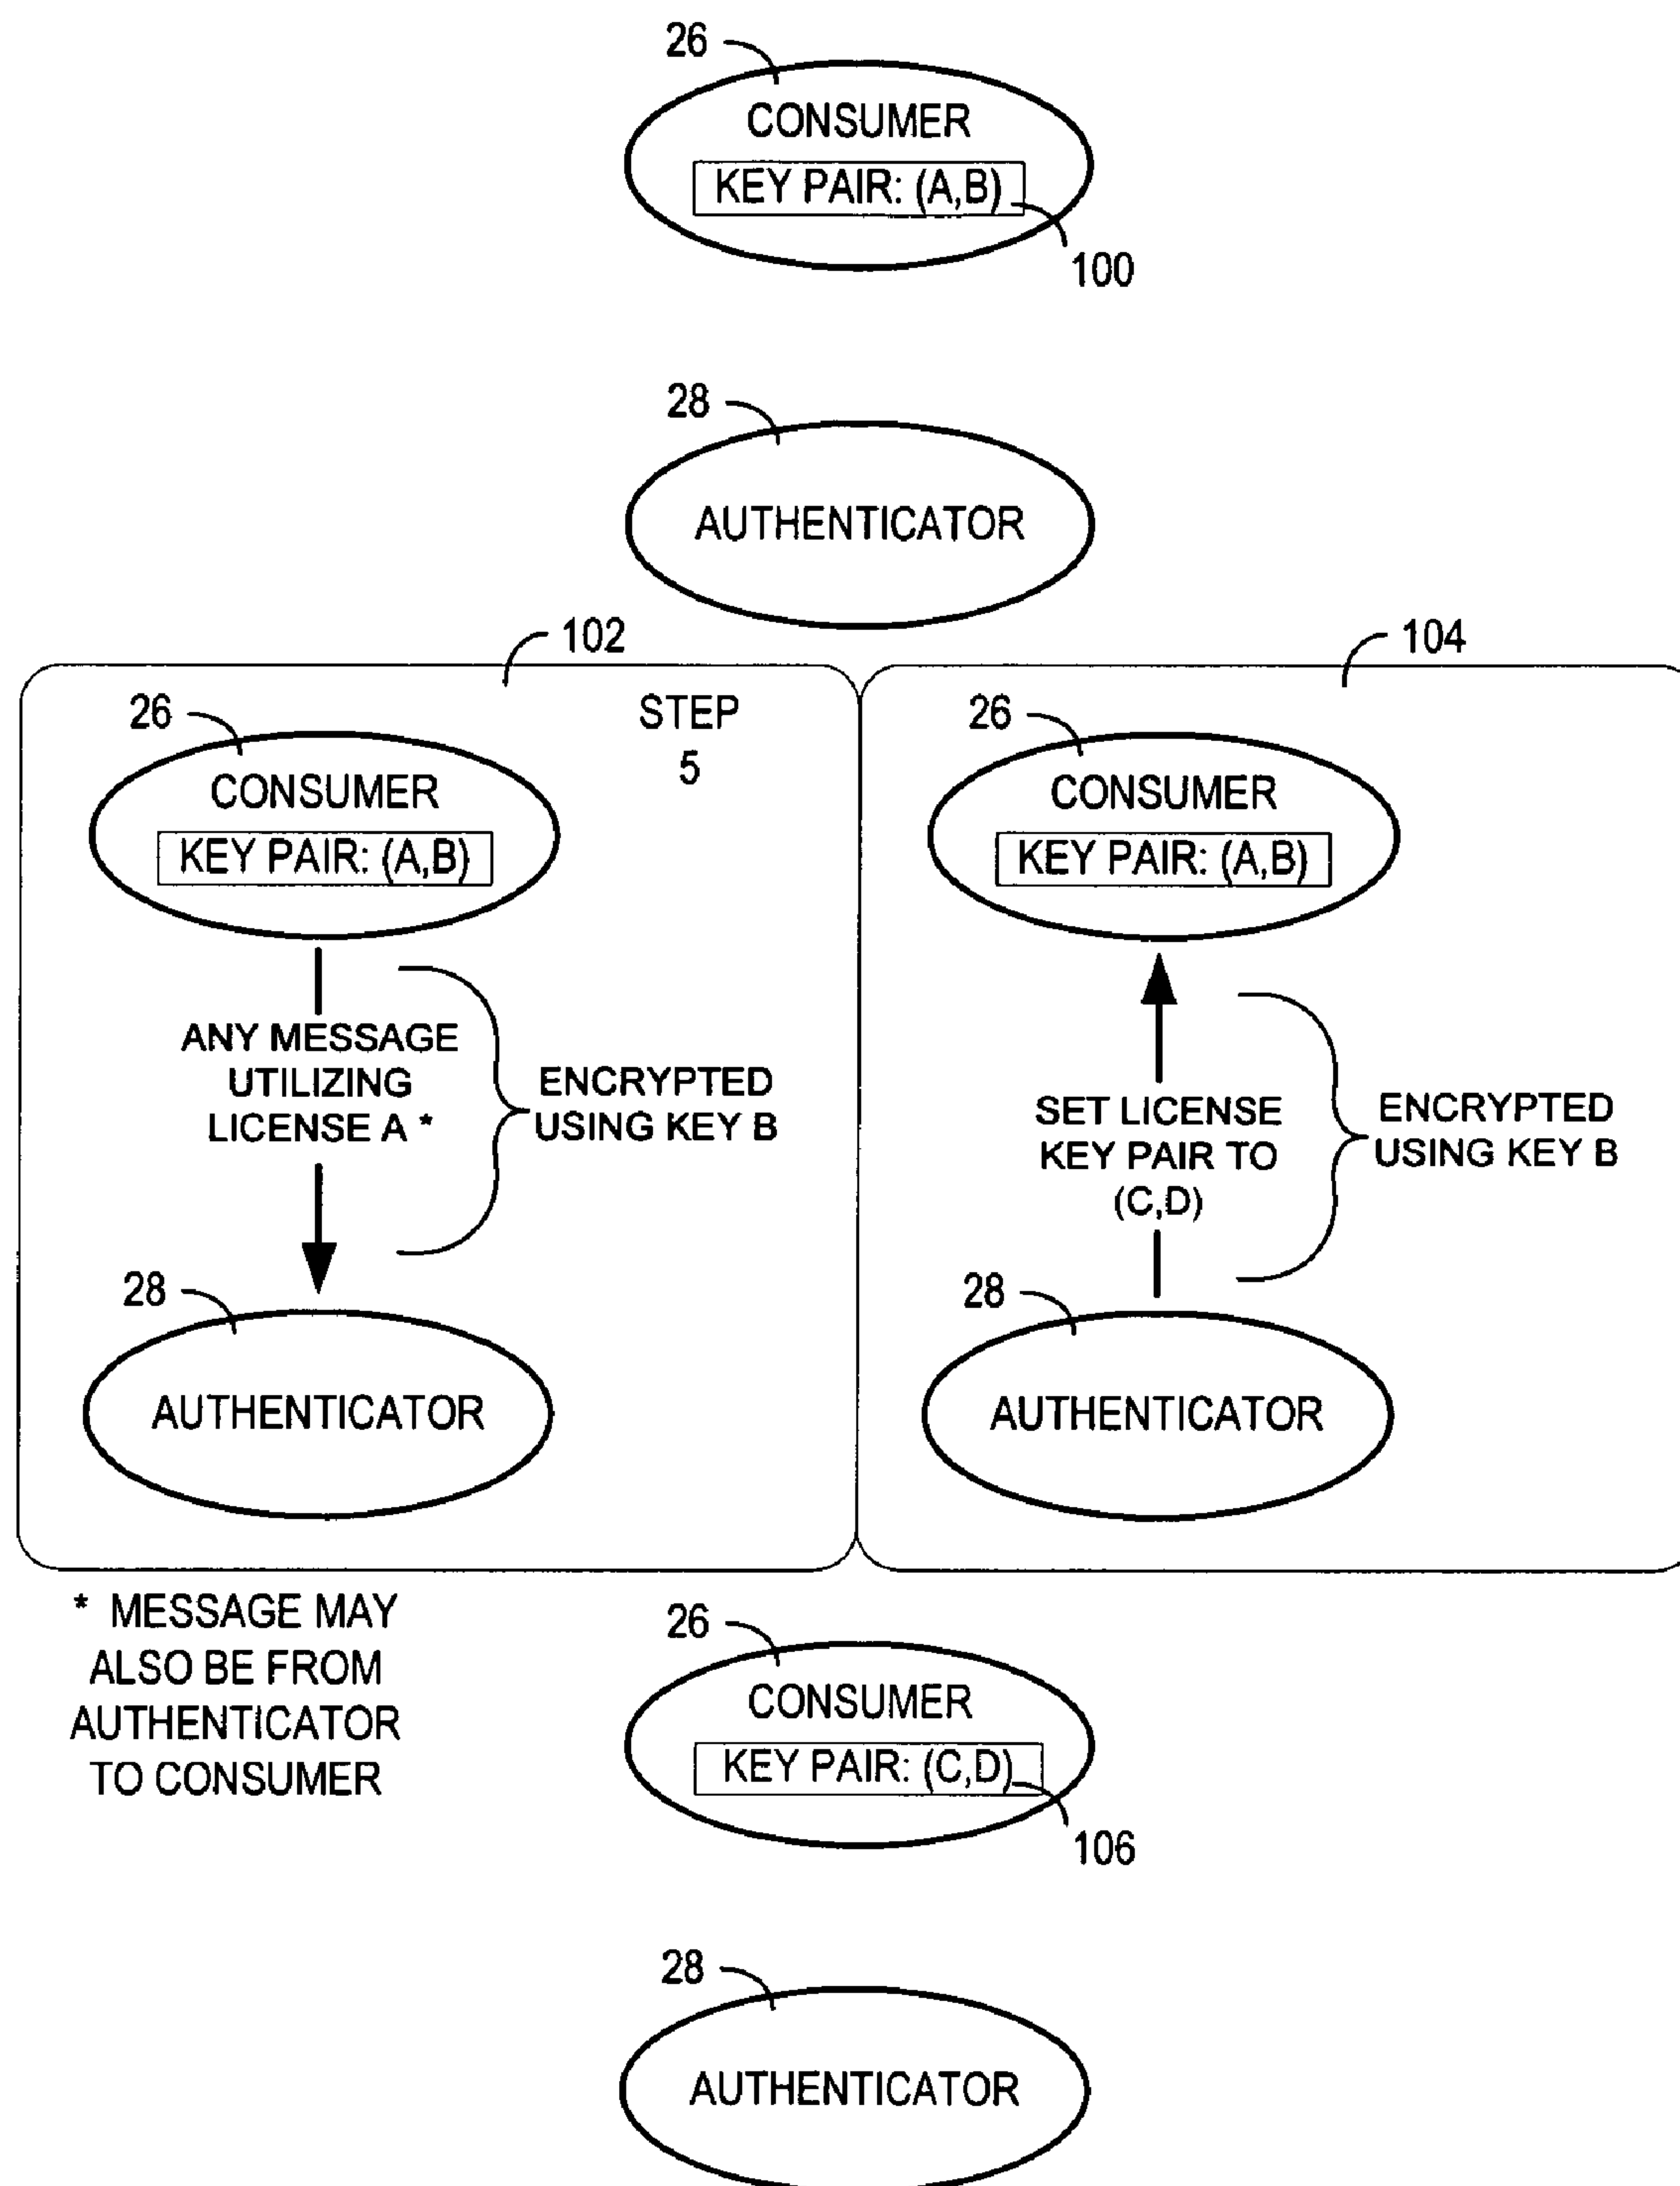 26
CONSUMER
KEY PAIR: (A,B)
100
28
AUTHENTICATOR
102
STEP
5
26
CONSUMER
KEY PAIR: (A,B)
ANY MESSAGE
UTILIZING
LICENSE A *
ENCRYPTED
USING KEY B
28
AUTHENTICATOR
104
26
CONSUMER
KEY PAIR: (A,B)
SET LICENSE
KEY PAIR TO
(C,D)
ENCRYPTED
USING KEY B
28
AUTHENTICATOR
* MESSAGE MAY
ALSO BE FROM
AUTHENTICATOR
TO CONSUMER
26
CONSUMER
KEY PAIR: (C,D)
106
28
AUTHENTICATOR